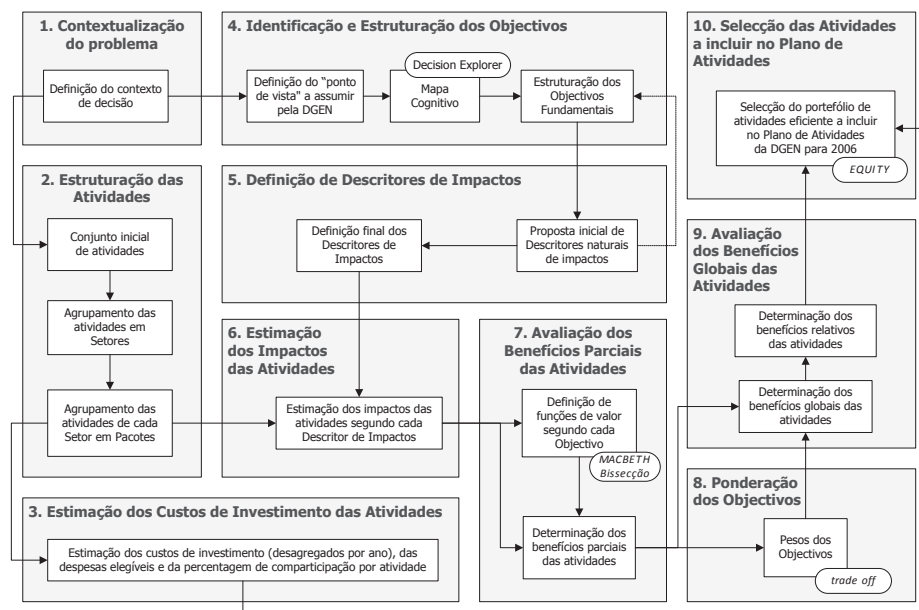 1. Contextualização
do problema
Definição do contexto
de decisão
4. Identificação e Estruturação dos Objectivos
Definição do “ponto
de vista" a assumir
pela DGEN
Decision Explorer
Mapa
Cognitivo
Estruturação dos
Objectivos
Fundamentais
10. Selecção das Atividades
a incluir no Plano de
Atividades
Selecção do portefólio de
atividades eficiente a incluir
no Plano de Atividades
da DGEN para 2006
EQUITY
2. Estruturação das
Atividades
Conjunto inicial
de atividades
Agrupamento das
atividades em
Setores
Agrupamento das
atividades de cada
Setor em Pacotes
5. Definição de Descritores de Impactos
Definição final dos
Descritores de
Impactos
Proposta inicial de
Descritores naturais
de impactos
9. Avaliação
dos Benefícios
Globais das
Atividades
Determinação dos
benefícios relativos
das atividades
Determinação dos
benefícios globais das
atividades
6. Estimação
dos Impactos
das Atividades
Estimação dos impactos das
atividades segundo cada
Descritor de Impactos
7. Avaliação dos
Benefícios Parciais
das Atividades
Definição de
funções de valor
segundo cada
Objectivo
MACBETH
Bissecção
Determinação dos
benefícios parciais
das atividades
8. Ponderação
dos Objectivos
Pesos dos
Objectivos
trade off
3. Estimação dos Custos de Investimento das Atividades
Estimação dos custos de investimento (desagregados por ano), das
despesas elegíveis e da percentagem de comparticipação por atividade